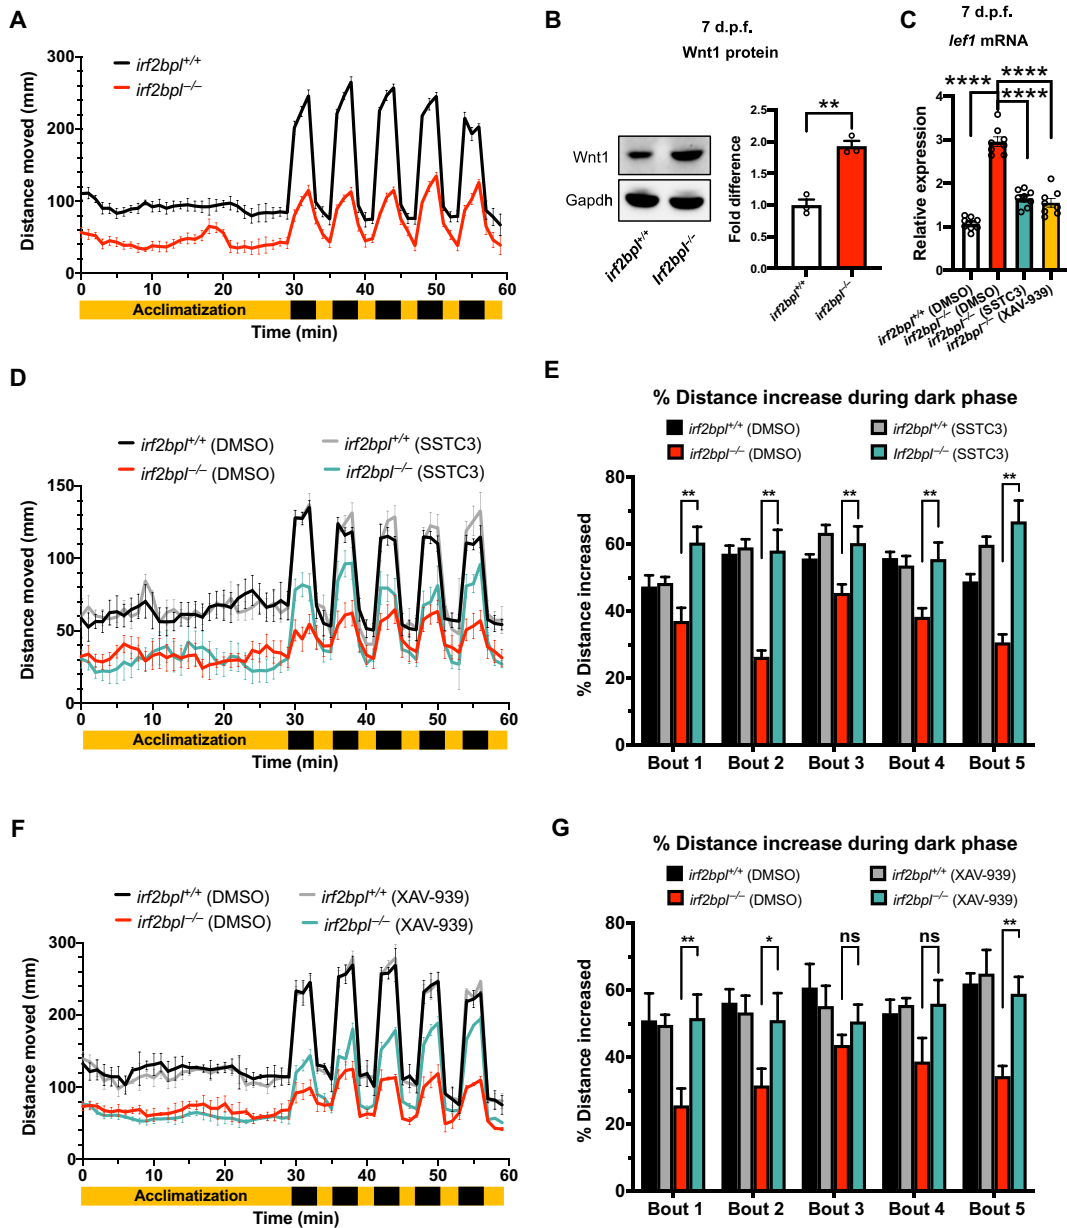 A
irf2bpl+/+
irf2bpl–/–
Distance moved (mm)
300
200
100
0
0 10 20 30 40 50 60
Acclimatization
Time (min)
B
7 d.p.f.
Wnt1 protein
Wnt1
Gapdh
irf2bpl+/+
Irf2bpl–/–
Fold difference
2.5
2.0
1.5
1.0
0.5
0.0
**
irf2bpl+/+
irf2bpl–/–
C
7 d.p.f.
lef1 mRNA
**** ****
****
Relative expression
4
3
2
1
0
irf2bpl+/+ (DMSO)
irf2bpl–/– (DMSO)
irf2bpl–/– (SSTC3)
irf2bpl–/– (XAV-939)
D
irf2bpl+/+ (DMSO)
irf2bpl+/+ (SSTC3)
irf2bpl–/– (DMSO)
irf2bpl–/– (SSTC3)
Distance moved (mm)
150
100
50
0
0 10 20 30 40 50 60
Acclimatization
Time (min)
E
% Distance increase during dark phase
irf2bpl+/+
(DMSO)
irf2bpl+/+ (SSTC3)
irf2bpl–/– (DMSO)
Irf2bpl–/– (SSTC3)
% Distance increased
80
60
40
20
0
** ** ** ** **
Bout 1 Bout 2 Bout 3 Bout 4 Bout 5
F
irf2bpl+/+ (DMSO)
irf2bpl+/+ (XAV-939)
irf2bpl–/– (DMSO)
irf2bpl–/– (XAV-939)
Distance moved (mm)
300
200
100
0
0 10 20 30 40 50 60
Acclimatization
Time (min)
G
% Distance increase during dark phase
irf2bpl+/+
(DMSO)
irf2bpl+/+ (XAV-939)
irf2bpl–/– (DMSO)
irf2bpl–/– (XAV-939)
% Distance increased
80
60
40
20
0
** * ns ns **
Bout 1 Bout 2 Bout 3 Bout 4 Bout 5